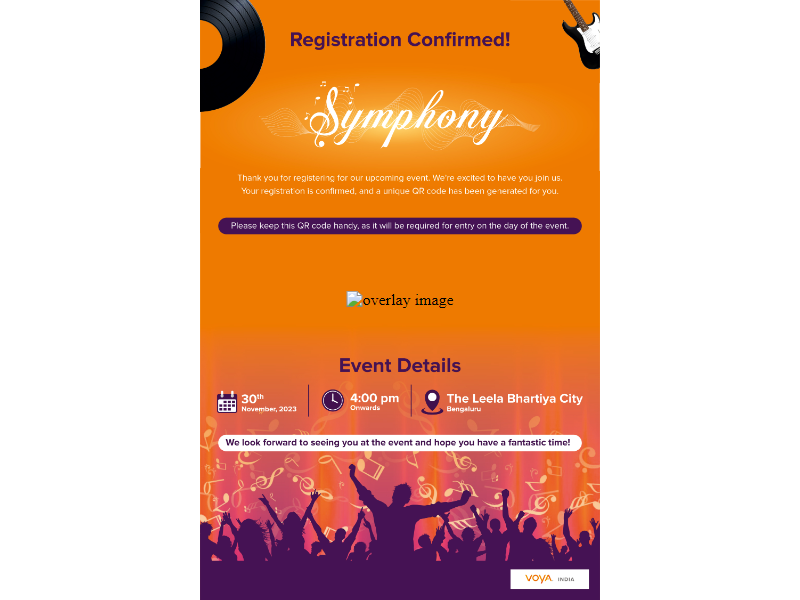 Registration Confirmed!
Symphony
Thank you for registering for our upcoming event. We're excited to have you join us.
Your registration is confirmed, and a unique QR code has been generated for you.
Please keep this QR code handy, as it will be required for entry on the day of the event.
overlay image
Event Details
30th
November, 2023
4:00 pm
Onwards
The Leela Bhartiya City
Bengaluru
We look forward to seeing you at the event and hope you have a fantastic time!
VOYA INDIA